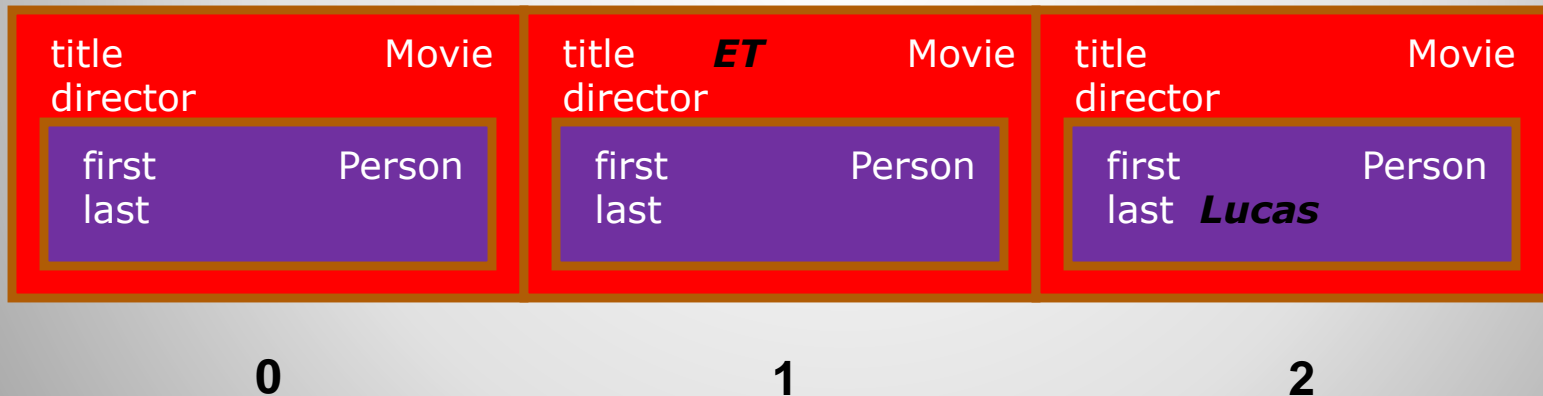 title Movie
director
first Person
last
title ET Movie
director
first Person
last
title Movie
director
first Person
last Lucas
0 1 2